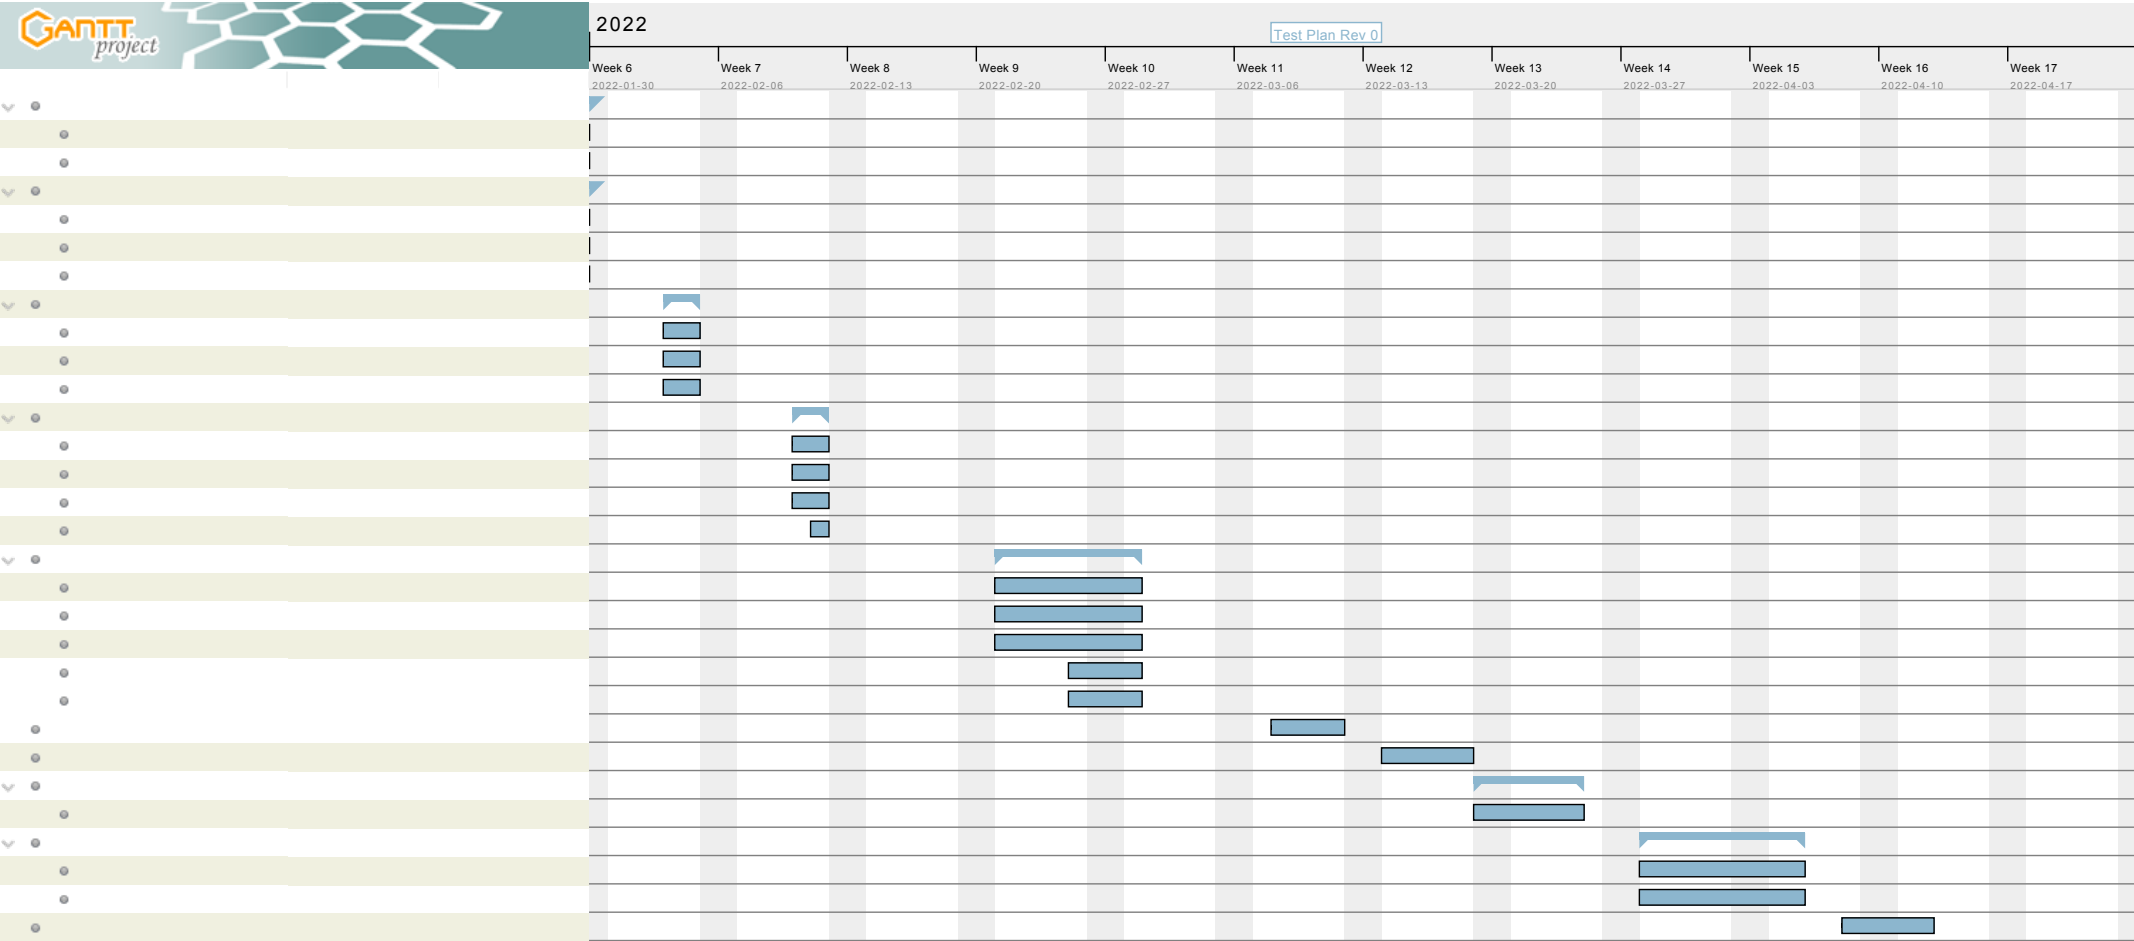 GANTT
project
2022
Test Plan Rev 0
Week 6 Week 7 Week 8 Week 9 Week 10 Week 11 Week 12 Week 13 Week 14 Week 15 Week 16 Week 17
2022-01-30 2022-02-06 2022-02-13 2022-02-20 2022-02-27 2022-03-06 2022-03-13 2022-03-20 2022-03-27 2022-04-03 2022-04-10 2022-04-17